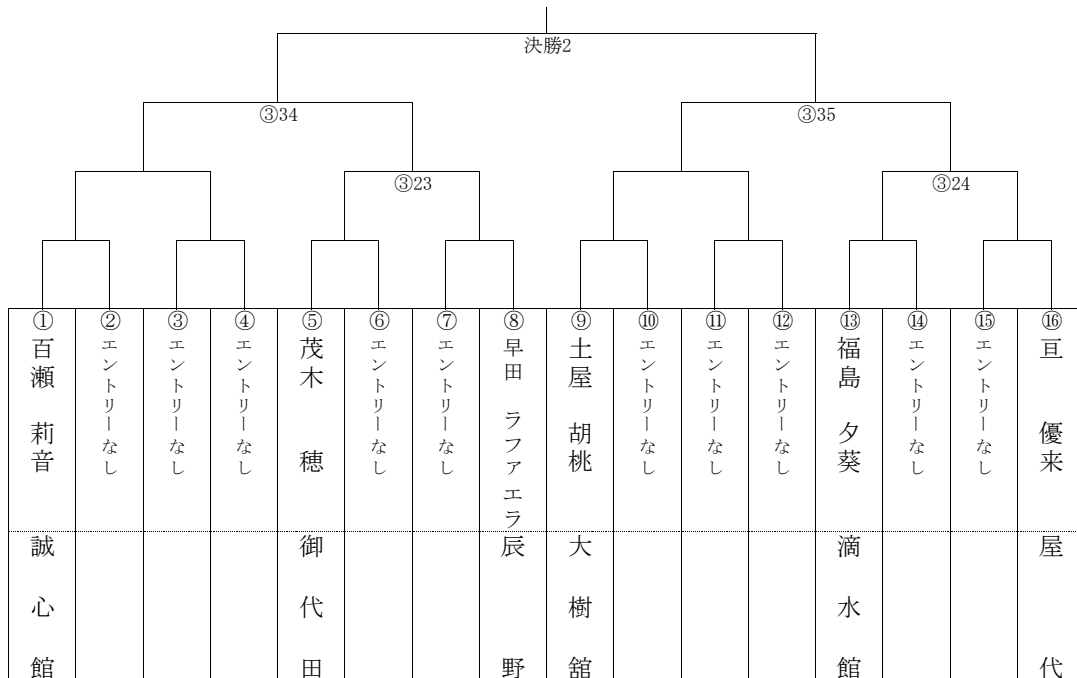 決勝2
③34
③35
③23
③24
①
百瀬 莉音
誠心館
②
エントリーなし
③
エントリーなし
④
エントリーなし
⑤
茂木 穂
御代田
⑥
エントリーなし
⑦
エントリーなし
⑧
早田 ラファエラ
辰野
⑨
土屋 胡桃
大樹舘
⑩
エントリーなし
⑪
エントリーなし
⑫
エントリーなし
⑬
福島 夕葵
滴水館
⑭
エントリーなし
⑮
エントリーなし
⑯
亘 優来
屋代